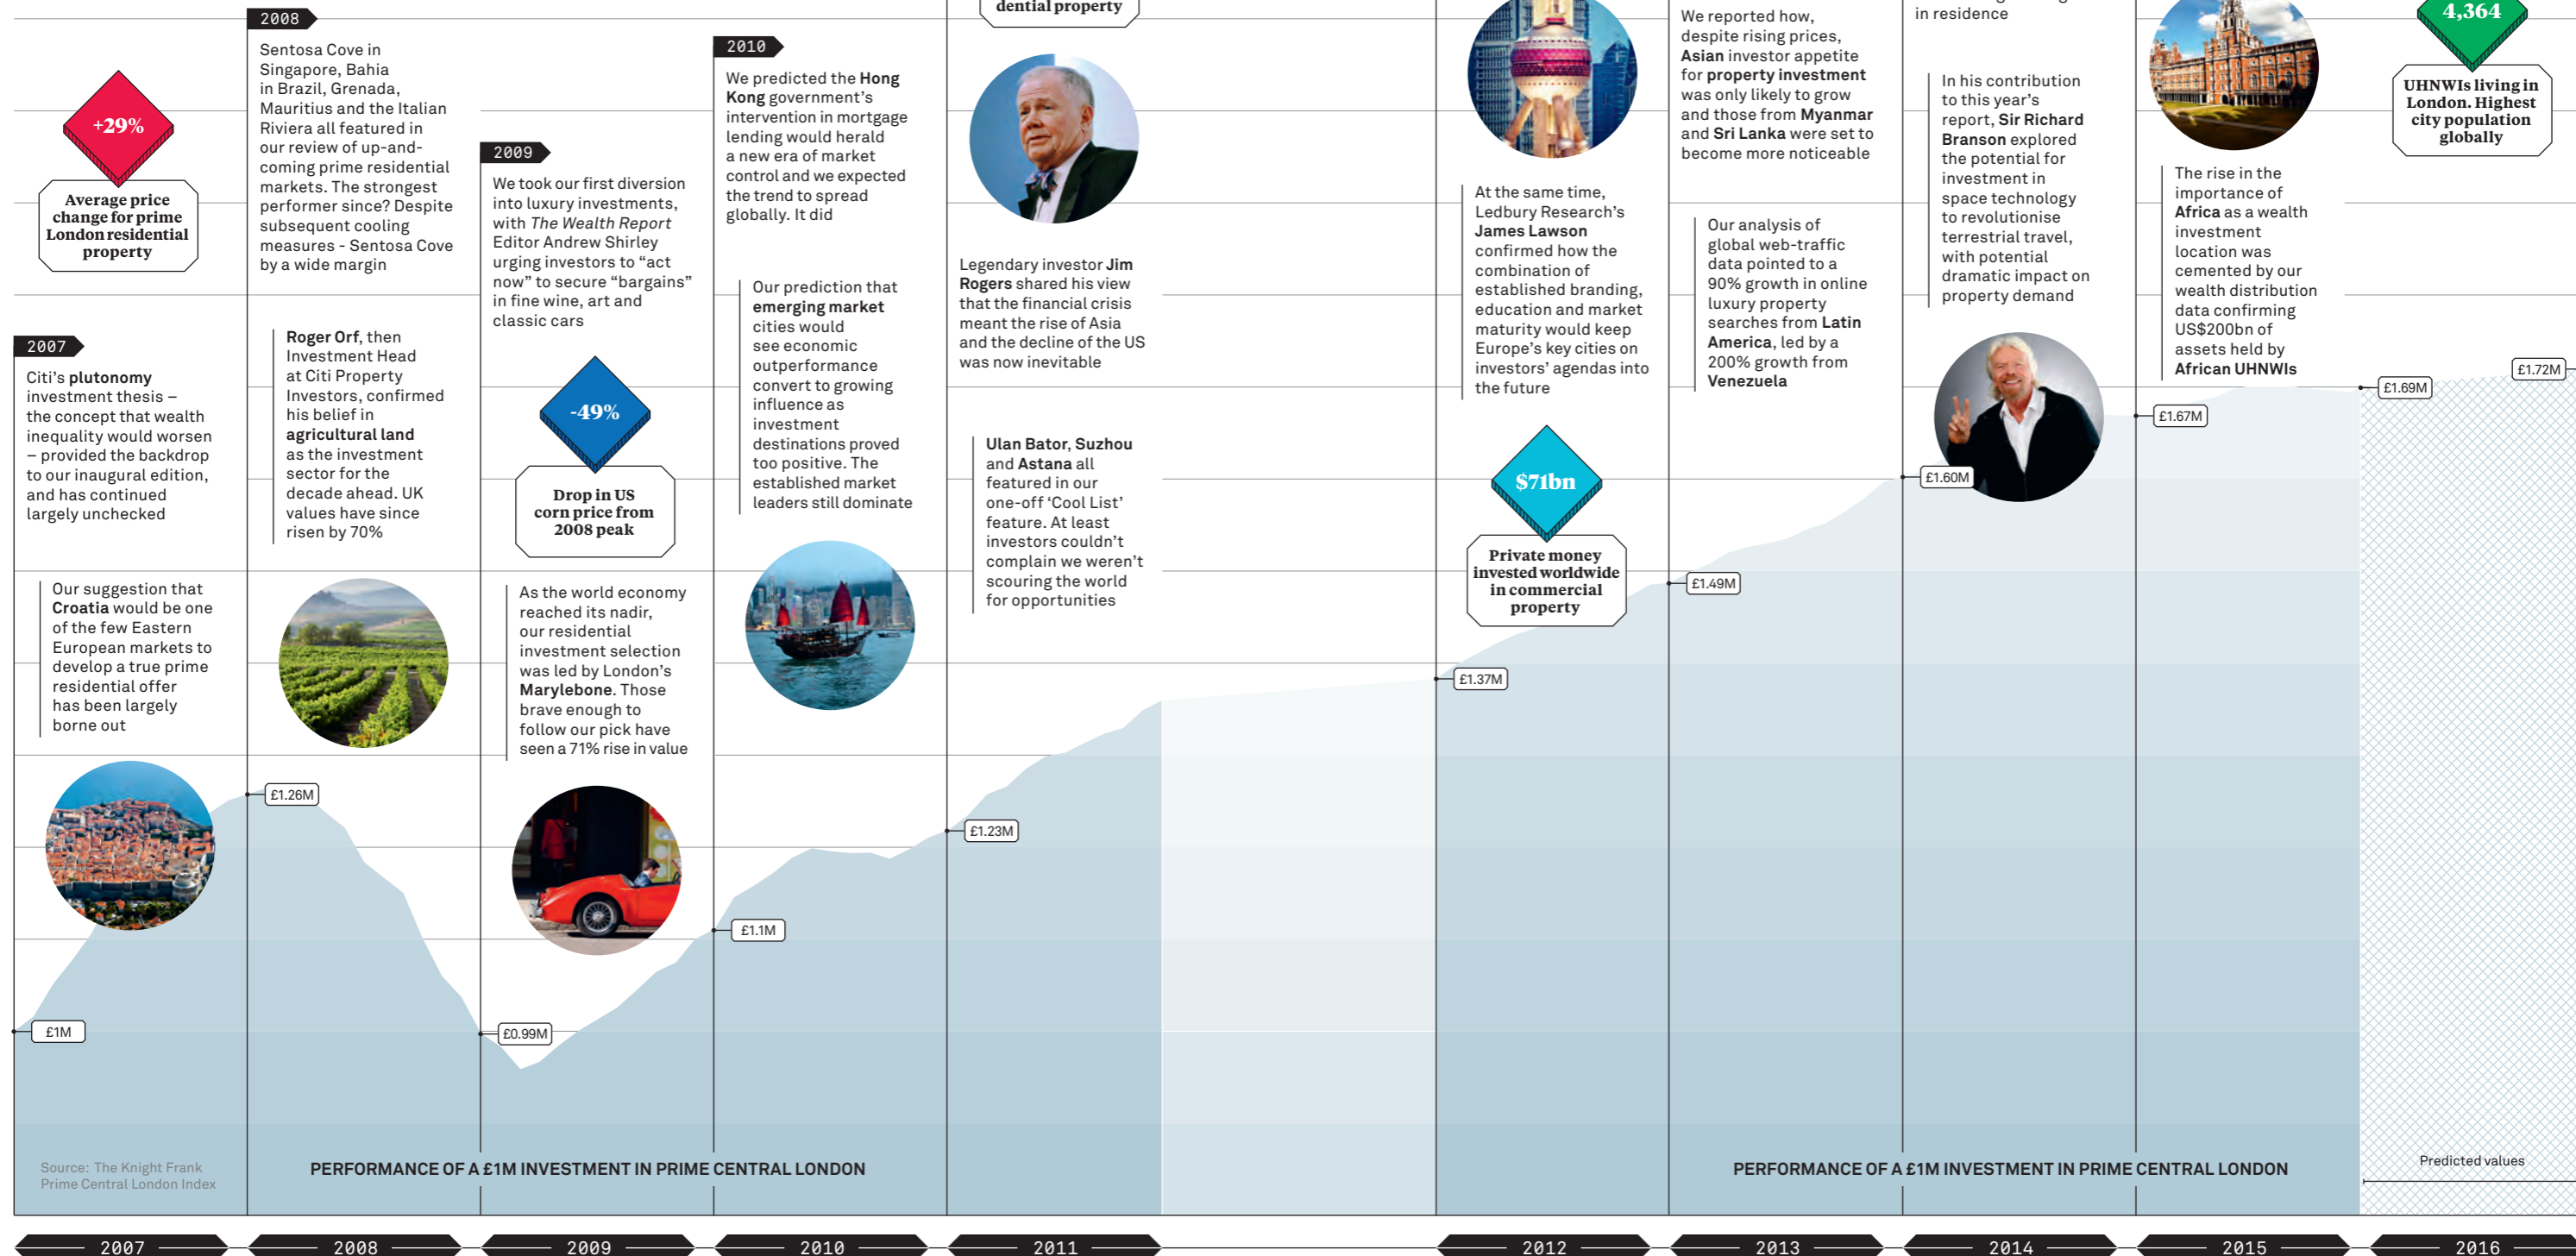 2007
+29%
Average price
change for prime
London residential
property
Citi's plutonomy
investment thesis –
the concept that wealth
inequality would worsen
– provided the backdrop
to our inaugural edition,
and has continued
largely unchecked
Our suggestion that
Croatia would be one
of the few Eastern
European markets to
develop a true prime
residential offer
has been largely
borne out
2008
Sentosa Cove in
Singapore, Bahia
in Brazil, Grenada,
Mauritius and the Italian
Riviera all featured in
our review of up-and-
coming prime residential
markets. The strongest
performer since? Despite
subsequent cooling
measures - Sentosa Cove
by a wide margin
Roger Orf, then
Investment Head
at Citi Property
Investors, confirmed
his belief in
agricultural land
as the investment
sector for the
decade ahead. UK
values have since
risen by 70%
2009
We took our first diversion
into luxury investments,
with The Wealth Report
Editor Andrew Shirley
urging investors to “act
now” to secure “bargains”
in fine wine, art and
classic cars
-49%
Drop in US
corn price from
2008 peak
As the world economy
reached its nadir,
our residential
investment selection
was led by London's
Marylebone. Those
brave enough to
follow our pick have
seen a 71% rise in value
2010
We predicted the Hong
Kong government's
intervention in mortgage
lending would herald
a new era of market
control and we expected
the trend to spread
globally. It did
Our prediction that
emerging market
cities would
see economic
outperformance
convert to growing
influence as
investment
destinations proved
too positive. The
established market
leaders still dominate
dential property
Legendary investor Jim
Rogers shared his view
that the financial crisis
meant the rise of Asia
and the decline of the US
was now inevitable
Ulan Bator, Suzhou
and Astana all
featured in our
one-off ‘Cool List’
feature. At least
investors couldn't
complain we weren't
scouring the world
for opportunities
At the same time,
Ledbury Research's
James Lawson
confirmed how the
combination of
established branding,
education and market
maturity would keep
Europe's key cities on
investors' agendas into
the future
$71bn
Private money
invested worldwide
in commercial
property
We reported how,
despite rising prices,
Asian investor appetite
for property investment
was only likely to grow
and those from Myanmar
and Sri Lanka were set to
become more noticeable
Our analysis of
global web-traffic
data pointed to a
90% growth in online
luxury property
searches from Latin
America, led by a
200% growth from
Venezuela
in residence
In his contribution
to this year's
report, Sir Richard
Branson explored
the potential for
investment in
space technology
to revolutionise
terrestrial travel,
with potential
dramatic impact on
property demand
The rise in the
importance of
Africa as a wealth
investment
location was
cemented by our
wealth distribution
data confirming
US$200bn of
assets held by
African UHNWIs
4,364
UHNWIs living in
London. Highest
city population
globally
£1M
£1.26M
£0.99M
£1.1M
£1.23M
£1.37M
£1.49M
£1.60M
£1.67M
£1.69M
£1.72M
Source: The Knight Frank
Prime Central London Index
PERFORMANCE OF A £1M INVESTMENT IN PRIME CENTRAL LONDON
PERFORMANCE OF A £1M INVESTMENT IN PRIME CENTRAL LONDON
Predicted values
2007
2008
2009
2010
2011
2012
2013
2014
2015
2016